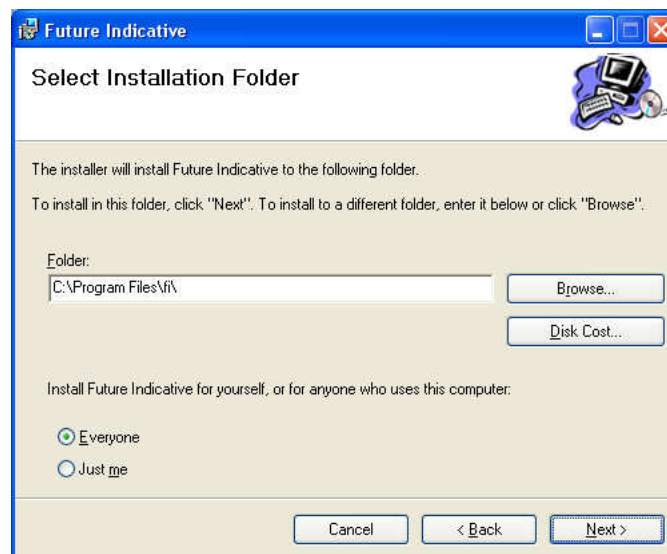 Future Indicative
Select Installation Folder
The installer will install Future Indicative to the following folder.
To install in this folder, click "Next". To install to a different folder, enter it below or click "Browse".
Folder:
C:\Program Files\fi\
Browse...
Disk Cost...
Install Future Indicative for yourself, or for anyone who uses this computer:
Everyone
Just me
Cancel
< Back
Next >